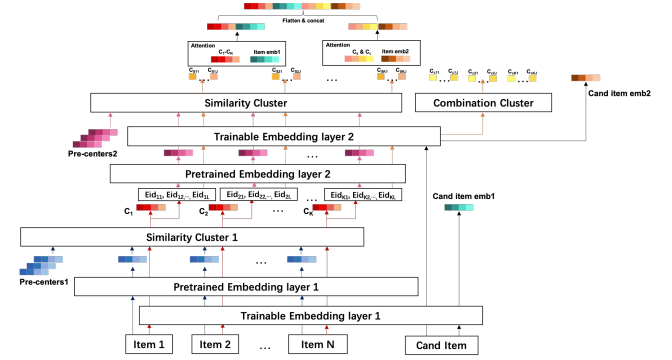 Flatten & concat
Attention
C₁-Cₖ Item emb1
Attention
Cₛ & C꜀ Item emb2
...
Similarity Cluster
Combination Cluster
Cand item emb2
Trainable Embedding layer 2
Pre-centers2
...
Pretrained Embedding layer 2
Eid₁₁, Eid₁₂,..., Eid₁L
Eid₂₁, Eid₂₂,..., Eid₂L
...
EidK₁, EidK₂,..., EidKL
C₁
C₂
...
Cₖ
Cand item emb1
Similarity Cluster 1
Pre-centers1
...
Pretrained Embedding layer 1
Trainable Embedding layer 1
Item 1
Item 2
...
Item N
Cand Item